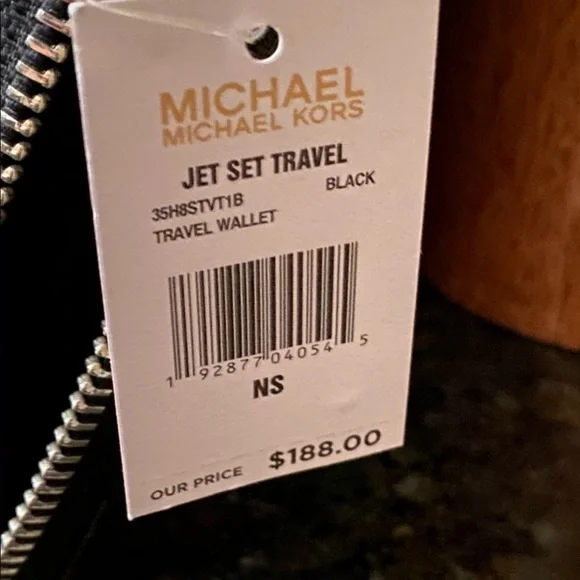 MICHAEL
MICHAEL KORS
JET SET TRAVEL
35H8STVT1B BLACK
TRAVEL WALLET
1 92877 04054 5
NS
OUR PRICE $188.00